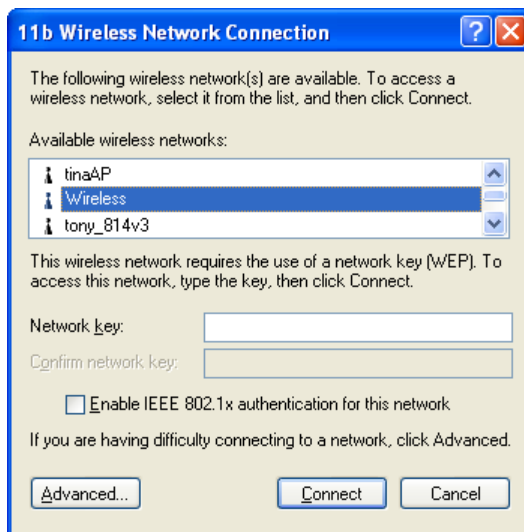 11b Wireless Network Connection
The following wireless network(s) are available. To access a
wireless network, select it from the list, and then click Connect.
Available wireless networks:
tinaAP
Wireless
tony_814v3
This wireless network requires the use of a network key (WEP). To
access this network, type the key, then click Connect.
Network key:
Confirm network key:
Enable IEEE 802.1x authentication for this network
If you are having difficulty connecting to a network, click Advanced.
Advanced... Connect Cancel